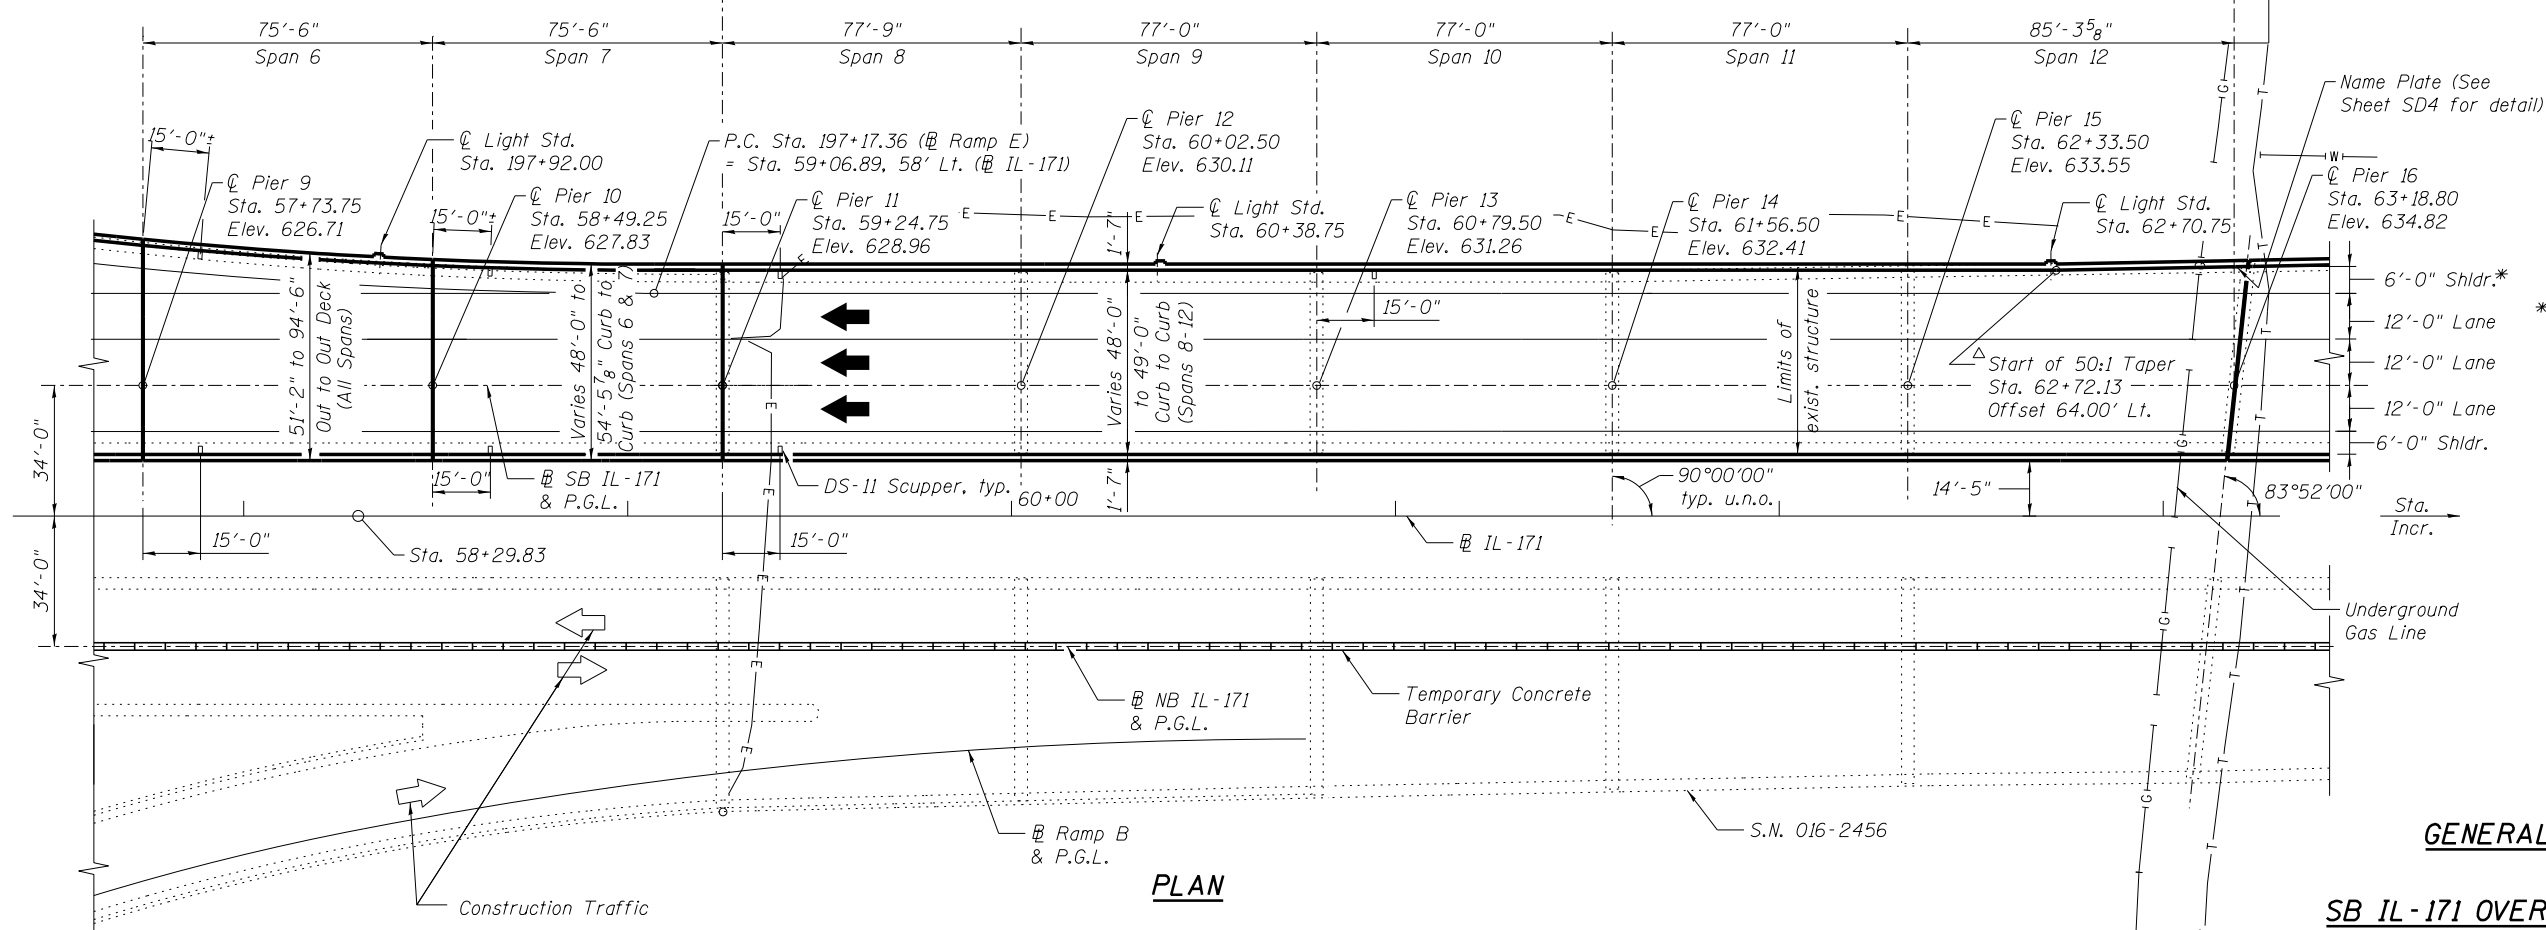 75'-6"
75'-6"
77'-9"
77'-0"
77'-0"
77'-0"
85'-3 5/8"
Span 6
Span 7
Span 8
Span 9
Span 10
Span 11
Span 12
Name Plate (See
Sheet SD4 for detail)
15'-0"±
℄ Light Std.
Sta. 197+92.00
P.C. Sta. 197+17.36 (B̲L Ramp E)
= Sta. 59+06.89, 58' Lt. (B̲L IL-171)
℄ Pier 12
Sta. 60+02.50
Elev. 630.11
℄ Pier 15
Sta. 62+33.50
Elev. 633.55
℄ Pier 9
Sta. 57+73.75
Elev. 626.71
15'-0"±
℄ Pier 10
Sta. 58+49.25
Elev. 627.83
15'-0"
℄ Pier 11
Sta. 59+24.75
Elev. 628.96
1'-7"
℄ Light Std.
Sta. 60+38.75
℄ Pier 13
Sta. 60+79.50
Elev. 631.26
℄ Pier 14
Sta. 61+56.50
Elev. 632.41
℄ Light Std.
Sta. 62+70.75
℄ Pier 16
Sta. 63+18.80
Elev. 634.82
51'-2" to 94'-6"
Out to Out Deck
(All Spans)
Varies 48'-0" to
54'-5 7/8" Curb to
Curb (Spans 6 & 7)
Varies 48'-0"
to 49'-0"
Curb to Curb
(Spans 8-12)
15'-0"
Limits of
exist. structure
△ Start of 50:1 Taper
Sta. 62+72.13
Offset 64.00' Lt.
6'-0" Shldr.*
*
12'-0" Lane
12'-0" Lane
12'-0" Lane
6'-0" Shldr.
34'-0"
15'-0"
B̲L SB IL-171
& P.G.L.
DS-11 Scupper, typ.
60+00
1'-7"
90°00'00"
typ. u.n.o.
14'-5"
83°52'00"
Sta.
Incr.
15'-0"
Sta. 58+29.83
15'-0"
B̲L IL-171
34'-0"
Underground
Gas Line
B̲L NB IL-171
& P.G.L.
Temporary Concrete
Barrier
B̲L Ramp B
& P.G.L.
S.N. 016-2456
Construction Traffic
PLAN
GENERAL
SB IL-171 OVER
E
E
E
E
E
E
E
E
E
E
E
E
E
G
G
G
G
G
G
T
T
T
T
T
T
T
T
W